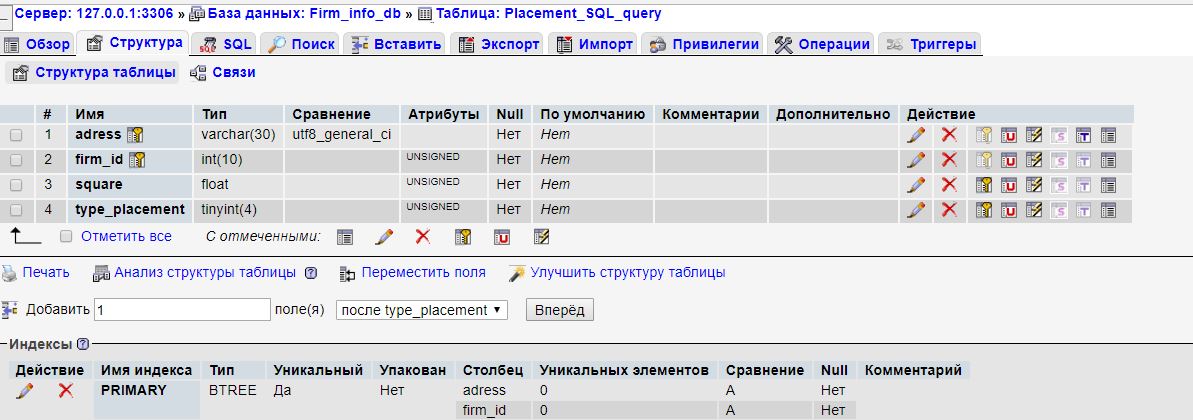 Сервер: 127.0.0.1:3306 » База данных: Firm_info_db » Таблица: Placement_SQL_query
Обзор Структура SQL Поиск Вставить Экспорт Импорт Привилегии Операции Триггеры
Структура таблицы Связи
# Имя Тип Сравнение Атрибуты Null По умолчанию Комментарии Дополнительно Действие
1 adress varchar(30) utf8_general_ci Нет Нет
2 firm_id int(10) UNSIGNED Нет Нет
3 square float UNSIGNED Нет Нет
4 type_placement tinyint(4) UNSIGNED Нет Нет
Отметить все С отмеченными:
Печать Анализ структуры таблицы Переместить поля Улучшить структуру таблицы
Добавить 1 поле(я) после type_placement Вперёд
Индексы
Действие Имя индекса Тип Уникальный Упакован Столбец Уникальных элементов Сравнение Null Комментарий
PRIMARY BTREE Да Нет adress 0 A Нет
firm_id 0 A Нет